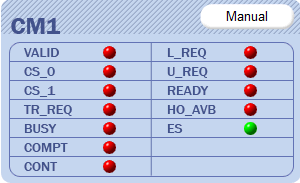 CM1 Manual
VALID L_REQ
CS_0 U_REQ
CS_1 READY
TR_REQ HO_AVB
BUSY ES
COMPT
CONT